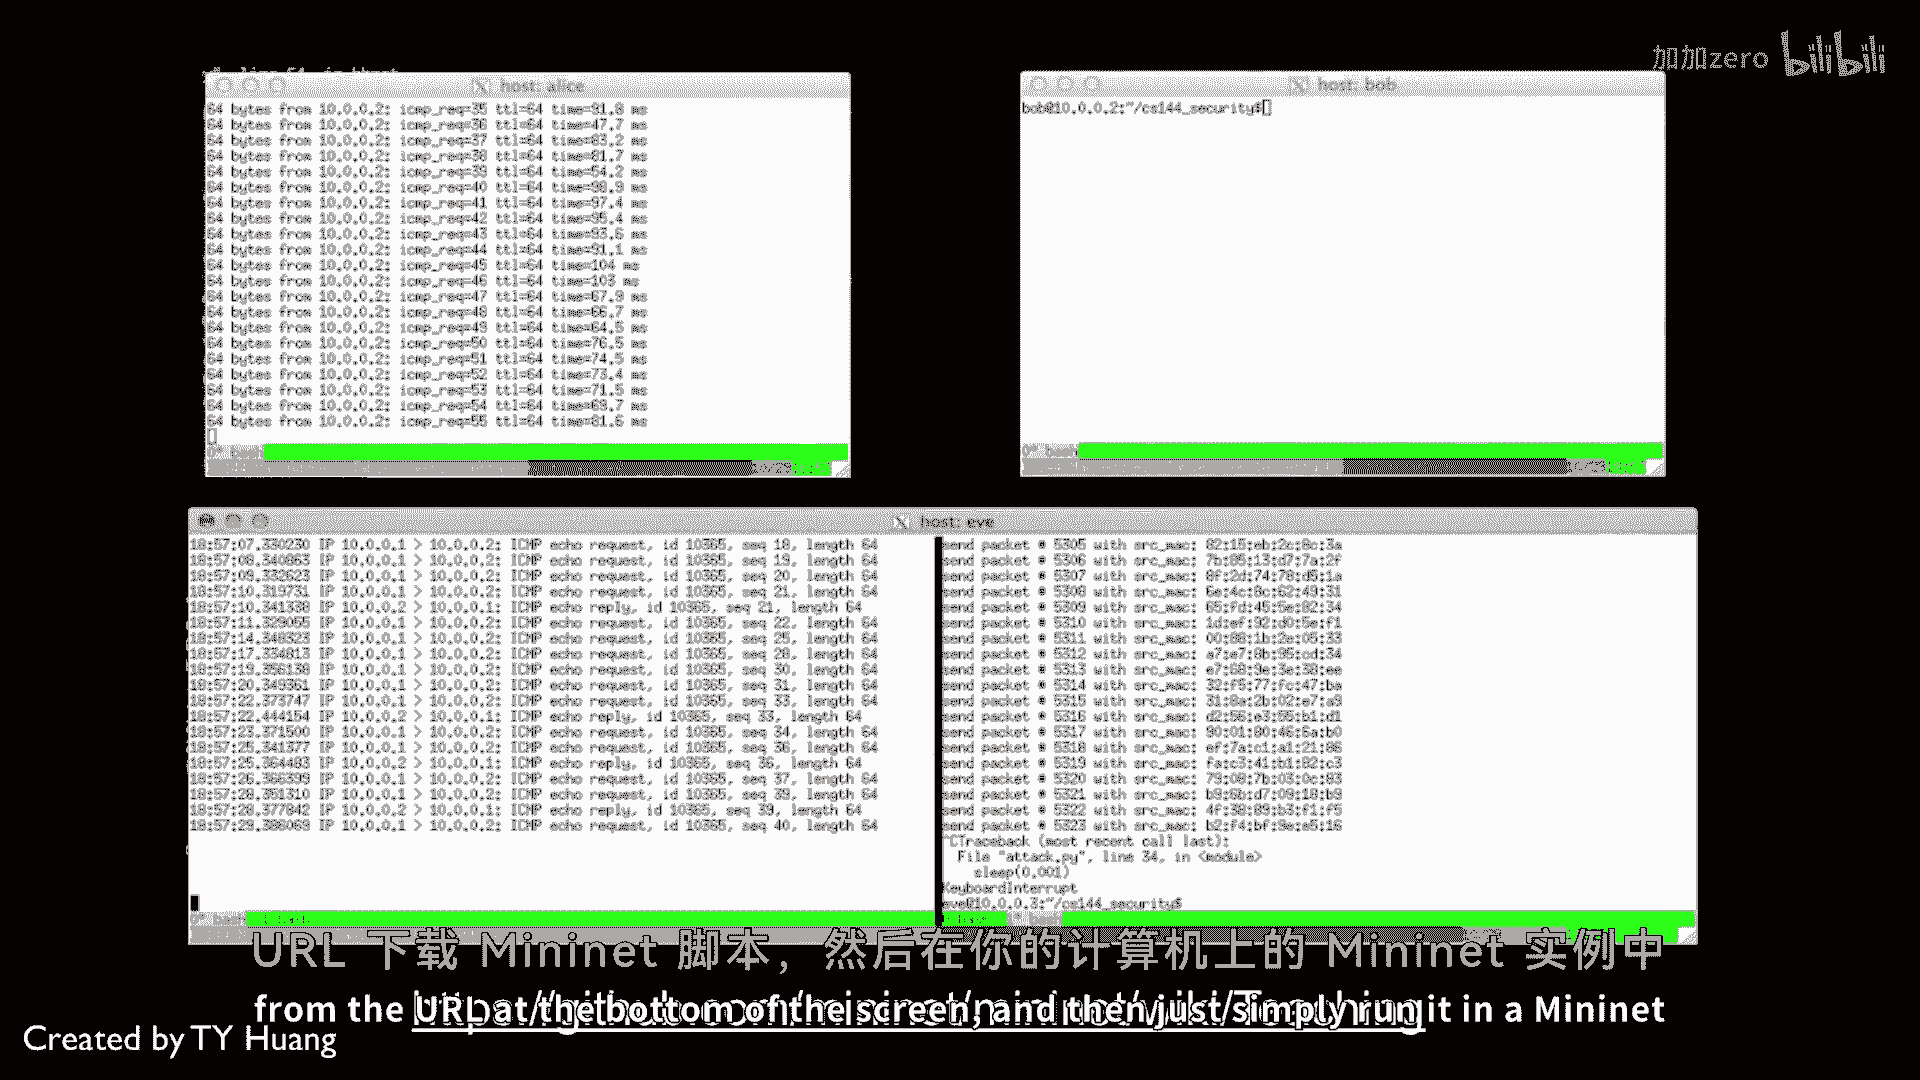 加加zero bilibili
host: alice
64 bytes from 10.0.0.2: icmp_req=35 ttl=64 time=91.8 ms
64 bytes from 10.0.0.2: icmp_req=36 ttl=64 time=47.7 ms
64 bytes from 10.0.0.2: icmp_req=37 ttl=64 time=83.2 ms
64 bytes from 10.0.0.2: icmp_req=38 ttl=64 time=81.7 ms
64 bytes from 10.0.0.2: icmp_req=39 ttl=64 time=54.2 ms
64 bytes from 10.0.0.2: icmp_req=40 ttl=64 time=98.9 ms
64 bytes from 10.0.0.2: icmp_req=41 ttl=64 time=97.4 ms
64 bytes from 10.0.0.2: icmp_req=42 ttl=64 time=95.4 ms
64 bytes from 10.0.0.2: icmp_req=43 ttl=64 time=93.6 ms
64 bytes from 10.0.0.2: icmp_req=44 ttl=64 time=91.1 ms
64 bytes from 10.0.0.2: icmp_req=45 ttl=64 time=104 ms
64 bytes from 10.0.0.2: icmp_req=46 ttl=64 time=103 ms
64 bytes from 10.0.0.2: icmp_req=47 ttl=64 time=67.9 ms
64 bytes from 10.0.0.2: icmp_req=48 ttl=64 time=66.7 ms
64 bytes from 10.0.0.2: icmp_req=49 ttl=64 time=64.5 ms
64 bytes from 10.0.0.2: icmp_req=50 ttl=64 time=76.5 ms
64 bytes from 10.0.0.2: icmp_req=51 ttl=64 time=74.5 ms
64 bytes from 10.0.0.2: icmp_req=52 ttl=64 time=73.4 ms
64 bytes from 10.0.0.2: icmp_req=53 ttl=64 time=71.5 ms
64 bytes from 10.0.0.2: icmp_req=54 ttl=64 time=69.7 ms
64 bytes from 10.0.0.2: icmp_req=55 ttl=64 time=81.6 ms
host: bob
bob@10.0.0.2:~/cs144_security$
host: eve
18:57:07.330230 IP 10.0.0.1 > 10.0.0.2: ICMP echo request, id 10365, seq 18, length 64
18:57:08.340863 IP 10.0.0.1 > 10.0.0.2: ICMP echo request, id 10365, seq 19, length 64
18:57:09.332623 IP 10.0.0.1 > 10.0.0.2: ICMP echo request, id 10365, seq 20, length 64
18:57:10.319731 IP 10.0.0.1 > 10.0.0.2: ICMP echo request, id 10365, seq 21, length 64
18:57:10.341338 IP 10.0.0.2 > 10.0.0.1: ICMP echo reply, id 10365, seq 21, length 64
18:57:11.329055 IP 10.0.0.1 > 10.0.0.2: ICMP echo request, id 10365, seq 22, length 64
18:57:14.348323 IP 10.0.0.1 > 10.0.0.2: ICMP echo request, id 10365, seq 25, length 64
18:57:17.334813 IP 10.0.0.1 > 10.0.0.2: ICMP echo request, id 10365, seq 28, length 64
18:57:19.356138 IP 10.0.0.1 > 10.0.0.2: ICMP echo request, id 10365, seq 30, length 64
18:57:20.349361 IP 10.0.0.1 > 10.0.0.2: ICMP echo request, id 10365, seq 31, length 64
18:57:22.373747 IP 10.0.0.1 > 10.0.0.2: ICMP echo request, id 10365, seq 33, length 64
18:57:22.444154 IP 10.0.0.2 > 10.0.0.1: ICMP echo reply, id 10365, seq 33, length 64
18:57:23.371500 IP 10.0.0.1 > 10.0.0.2: ICMP echo request, id 10365, seq 34, length 64
18:57:25.341377 IP 10.0.0.1 > 10.0.0.2: ICMP echo request, id 10365, seq 36, length 64
18:57:25.364483 IP 10.0.0.2 > 10.0.0.1: ICMP echo reply, id 10365, seq 36, length 64
18:57:26.366399 IP 10.0.0.1 > 10.0.0.2: ICMP echo request, id 10365, seq 37, length 64
18:57:28.351310 IP 10.0.0.1 > 10.0.0.2: ICMP echo request, id 10365, seq 39, length 64
18:57:28.377842 IP 10.0.0.2 > 10.0.0.1: ICMP echo reply, id 10365, seq 39, length 64
18:57:29.386069 IP 10.0.0.1 > 10.0.0.2: ICMP echo request, id 10365, seq 40, length 64
send packet # 5305 with src_mac: 82:15:eb:2c:8c:3a
send packet # 5306 with src_mac: 7b:05:13:d7:7a:2f
send packet # 5307 with src_mac: 8f:2d:74:78:d5:1a
send packet # 5308 with src_mac: 6e:4c:8c:62:49:31
send packet # 5309 with src_mac: 65:fd:45:5e:82:34
send packet # 5310 with src_mac: 1d:ef:92:d0:5e:f1
send packet # 5311 with src_mac: 00:88:1b:2e:05:33
send packet # 5312 with src_mac: a7:e7:8b:95:cd:34
send packet # 5313 with src_mac: e7:68:9e:3e:38:ee
send packet # 5314 with src_mac: 32:f5:77:fc:47:ba
send packet # 5315 with src_mac: 31:8a:2b:02:e7:a9
send packet # 5316 with src_mac: d2:56:e3:55:b1:d1
send packet # 5317 with src_mac: 90:01:80:46:5a:b0
send packet # 5318 with src_mac: ef:7a:c1:a1:21:86
send packet # 5319 with src_mac: fa:c3:41:b1:82:c3
send packet # 5320 with src_mac: 79:08:7b:03:0c:83
send packet # 5321 with src_mac: b9:6b:d7:09:18:b9
send packet # 5322 with src_mac: 4f:38:89:b3:f1:f5
send packet # 5323 with src_mac: b2:f4:bf:9e:e5:16
^CTraceback (most recent call last):
File "attack.py", line 34, in <module>
sleep(0.001)
KeyboardInterrupt
eve@10.0.0.3:~/cs144_security$
URL 下载 Mininet 脚本，然后在你的计算机上的 Mininet 实例中
from the URL at the bottom of the screen, and then just simply run it in a Mininet
Created by TY Huang